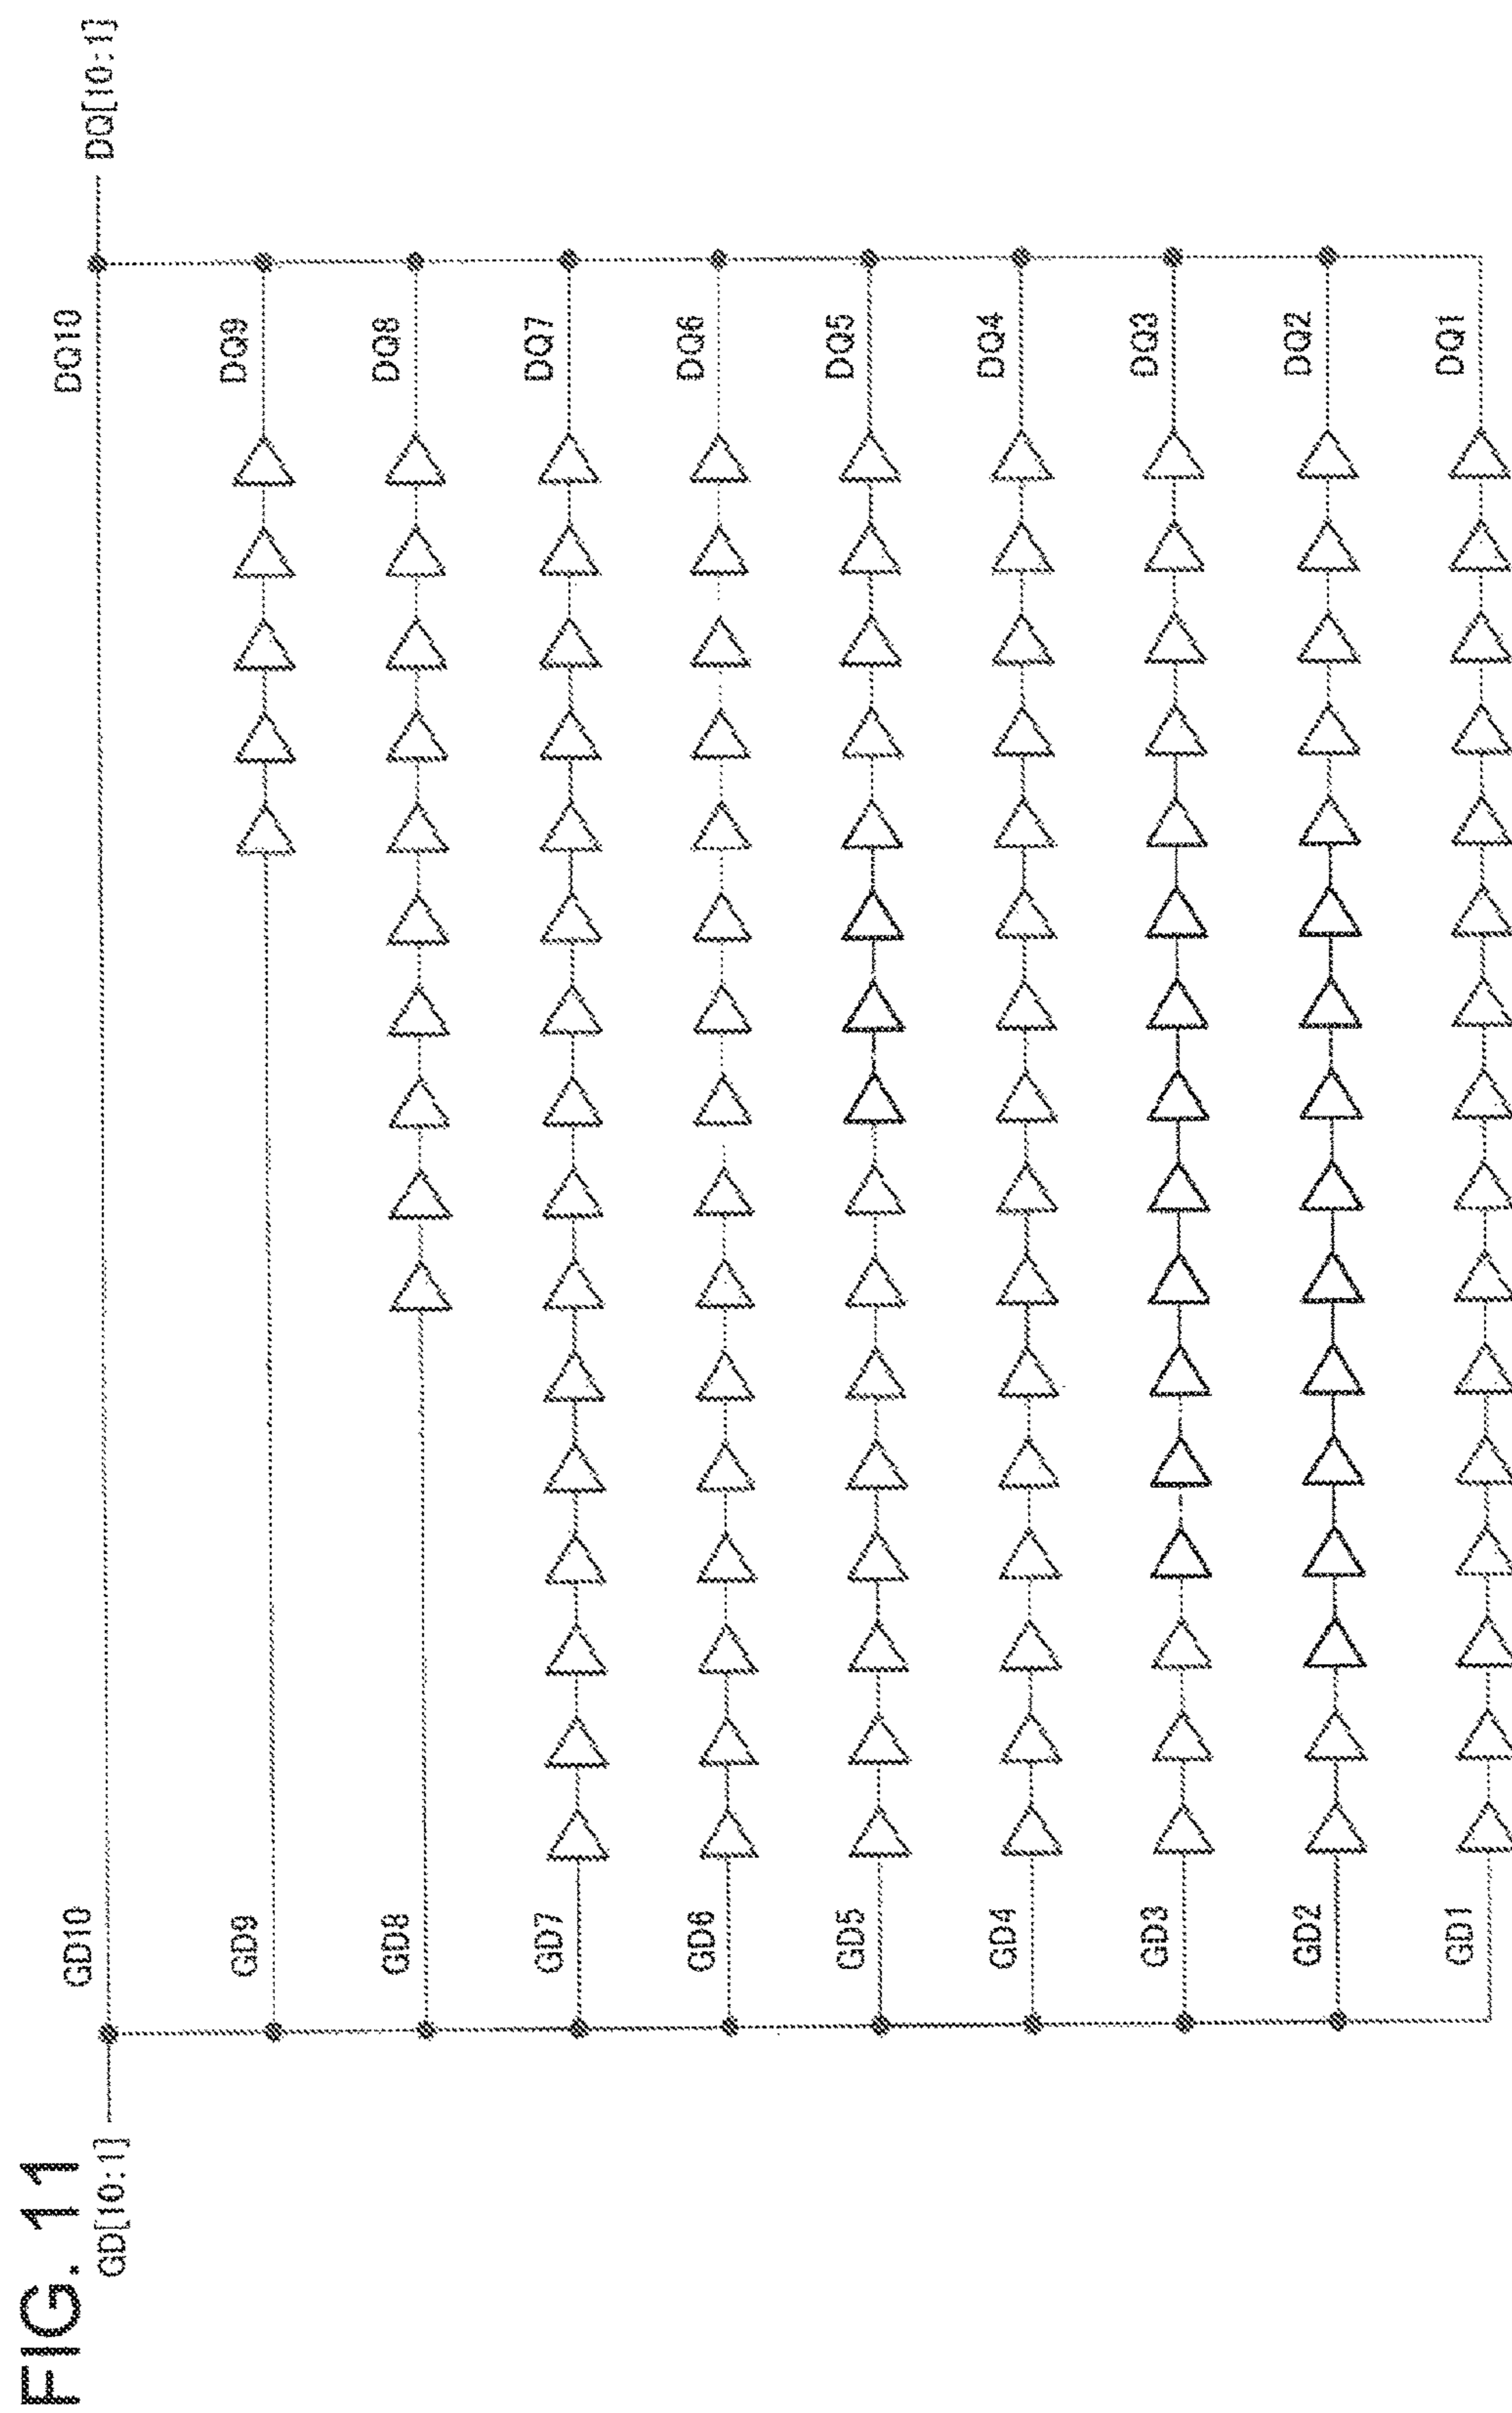 FIG. 11
GD[10:1]
DQ[10:1]
GD10
DQ10
GD9
DQ9
GD8
DQ8
GD7
DQ7
GD6
DQ6
GD5
DQ5
GD4
DQ4
GD3
DQ3
GD2
DQ2
GD1
DQ1